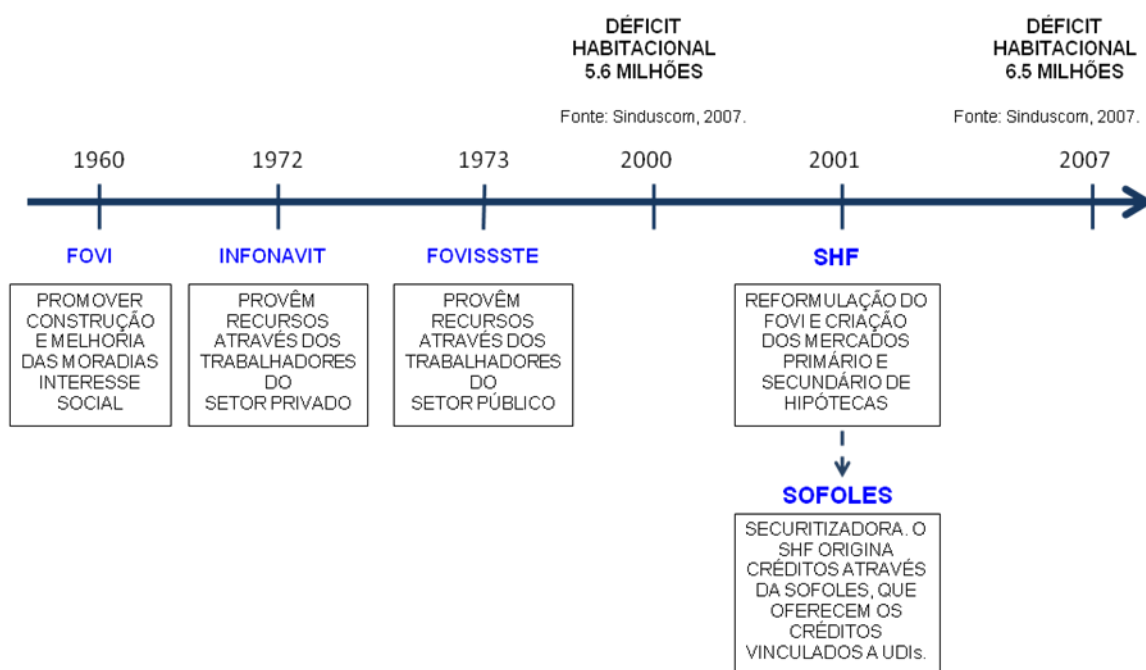 DÉFICIT
HABITACIONAL
5.6 MILHÕES
Fonte: Sinduscom, 2007.
DÉFICIT
HABITACIONAL
6.5 MILHÕES
Fonte: Sinduscom, 2007.
1960
1972
1973
2000
2001
2007
FOVI
PROMOVER
CONSTRUÇÃO
E MELHORIA
DAS MORADIAS
INTERESSE
SOCIAL
INFONAVIT
PROVÊM
RECURSOS
ATRAVÉS DOS
TRABALHADORES
DO
SETOR PRIVADO
FOVISSSTE
PROVÊM
RECURSOS
ATRAVÉS DOS
TRABALHADORES
DO
SETOR PÚBLICO
SHF
REFORMULAÇÃO DO
FOVI E CRIAÇÃO
DOS MERCADOS
PRIMÁRIO E
SECUNDÁRIO DE
HIPÓTECAS
SOFOLES
SECURITIZADORA. O
SHF ORIGINA
CRÉDITOS ATRAVÉS
DA SOFOLES, QUE
OFERECEM OS
CRÉDITOS
VINCULADOS A UDIs.